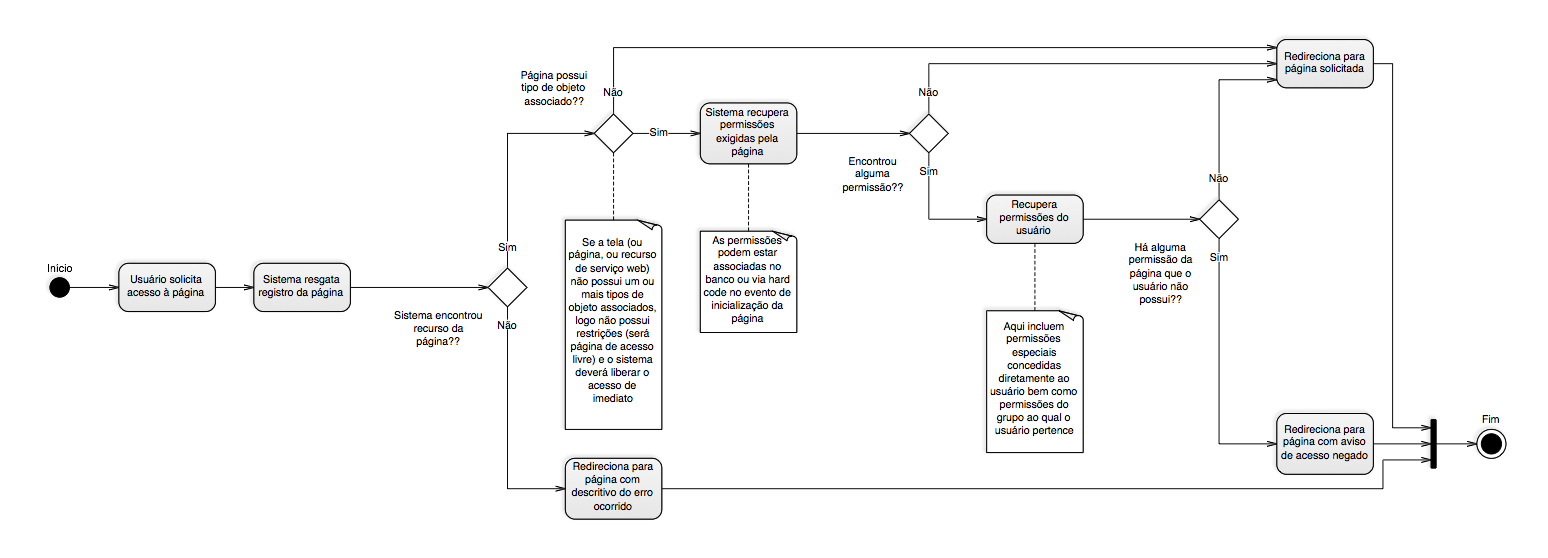 Início
Usuário solicita
acesso à página
Sistema resgata
registro da página
Sistema encontrou
recurso da
página??
Sim
Não
Página possui
tipo de objeto
associado??
Não
Sim
Se a tela (ou
página, ou recurso
de serviço web)
não possui um ou
mais tipos de
objeto associados,
logo não possui
restrições (será
página de acesso
livre) e o sistema
deverá liberar o
acesso de
imediato
Sistema recupera
permissões
exigidas pela
página
As permissões
podem estar
associadas no
banco ou via hard
code no evento de
inicialização da
página
Encontrou
alguma
permissão??
Não
Sim
Recupera
permissões do
usuário
Aqui incluem
permissões
especiais
concedidas
diretamente ao
usuário bem como
permissões do
grupo ao qual o
usuário pertence
Há alguma
permissão da
página que o
usuário não
possui??
Não
Sim
Redireciona para
página solicitada
Redireciona para
página com aviso
de acesso negado
Redireciona para
página com
descritivo do erro
ocorrido
Fim